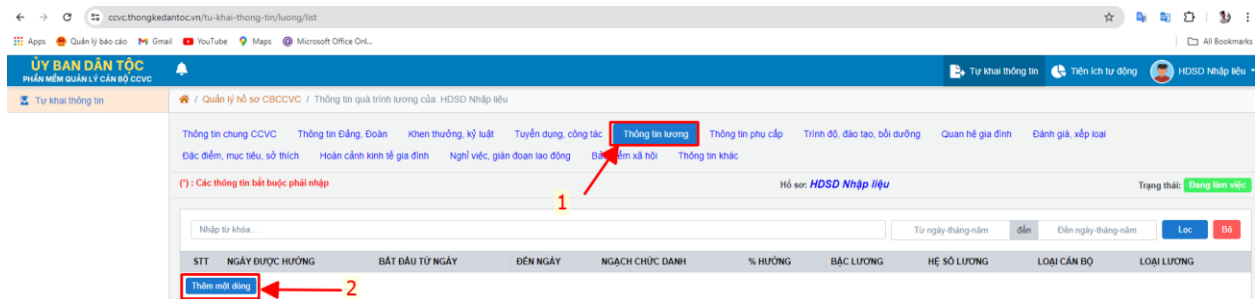 ccvc.thongkedantoc.vn/tu-khai-thong-tin/luong/list
Apps Quản lý báo cáo Gmail YouTube Maps Microsoft Office Onl... All Bookmarks
ỦY BAN DÂN TỘC
PHẦN MỀM QUẢN LÝ CÁN BỘ CCVC
Tự khai thông tin Tiện ích tự động HDSD Nhập liệu
Tự khai thông tin
/ Quản lý hồ sơ CBCCVC / Thông tin quá trình lương của: HDSD Nhập liệu
Thông tin chung CCVC Thông tin Đảng, Đoàn Khen thưởng, kỷ luật Tuyển dụng, công tác Thông tin lương Thông tin phụ cấp Trình độ, đào tạo, bồi dưỡng Quan hệ gia đình Đánh giá, xếp loại
Đặc điểm, mục tiêu, sở thích Hoàn cảnh kinh tế gia đình Nghỉ việc, gián đoạn lao động xã hội Thông tin khác
(*) : Các thông tin bắt buộc phải nhập Hồ sơ: HDSD Nhập liệu Trạng thái: Đang làm việc
1
Nhập từ khóa... Từ ngày-tháng-năm đến Đến ngày-tháng-năm Lọc Bỏ
STT NGÀY ĐƯỢC HƯỞNG BẮT ĐẦU TỪ NGÀY ĐẾN NGÀY NGẠCH CHỨC DANH % HƯỞNG BẬC LƯƠNG HỆ SỐ LƯƠNG LOẠI CÁN BỘ LOẠI LƯƠNG
Thêm một dòng 2